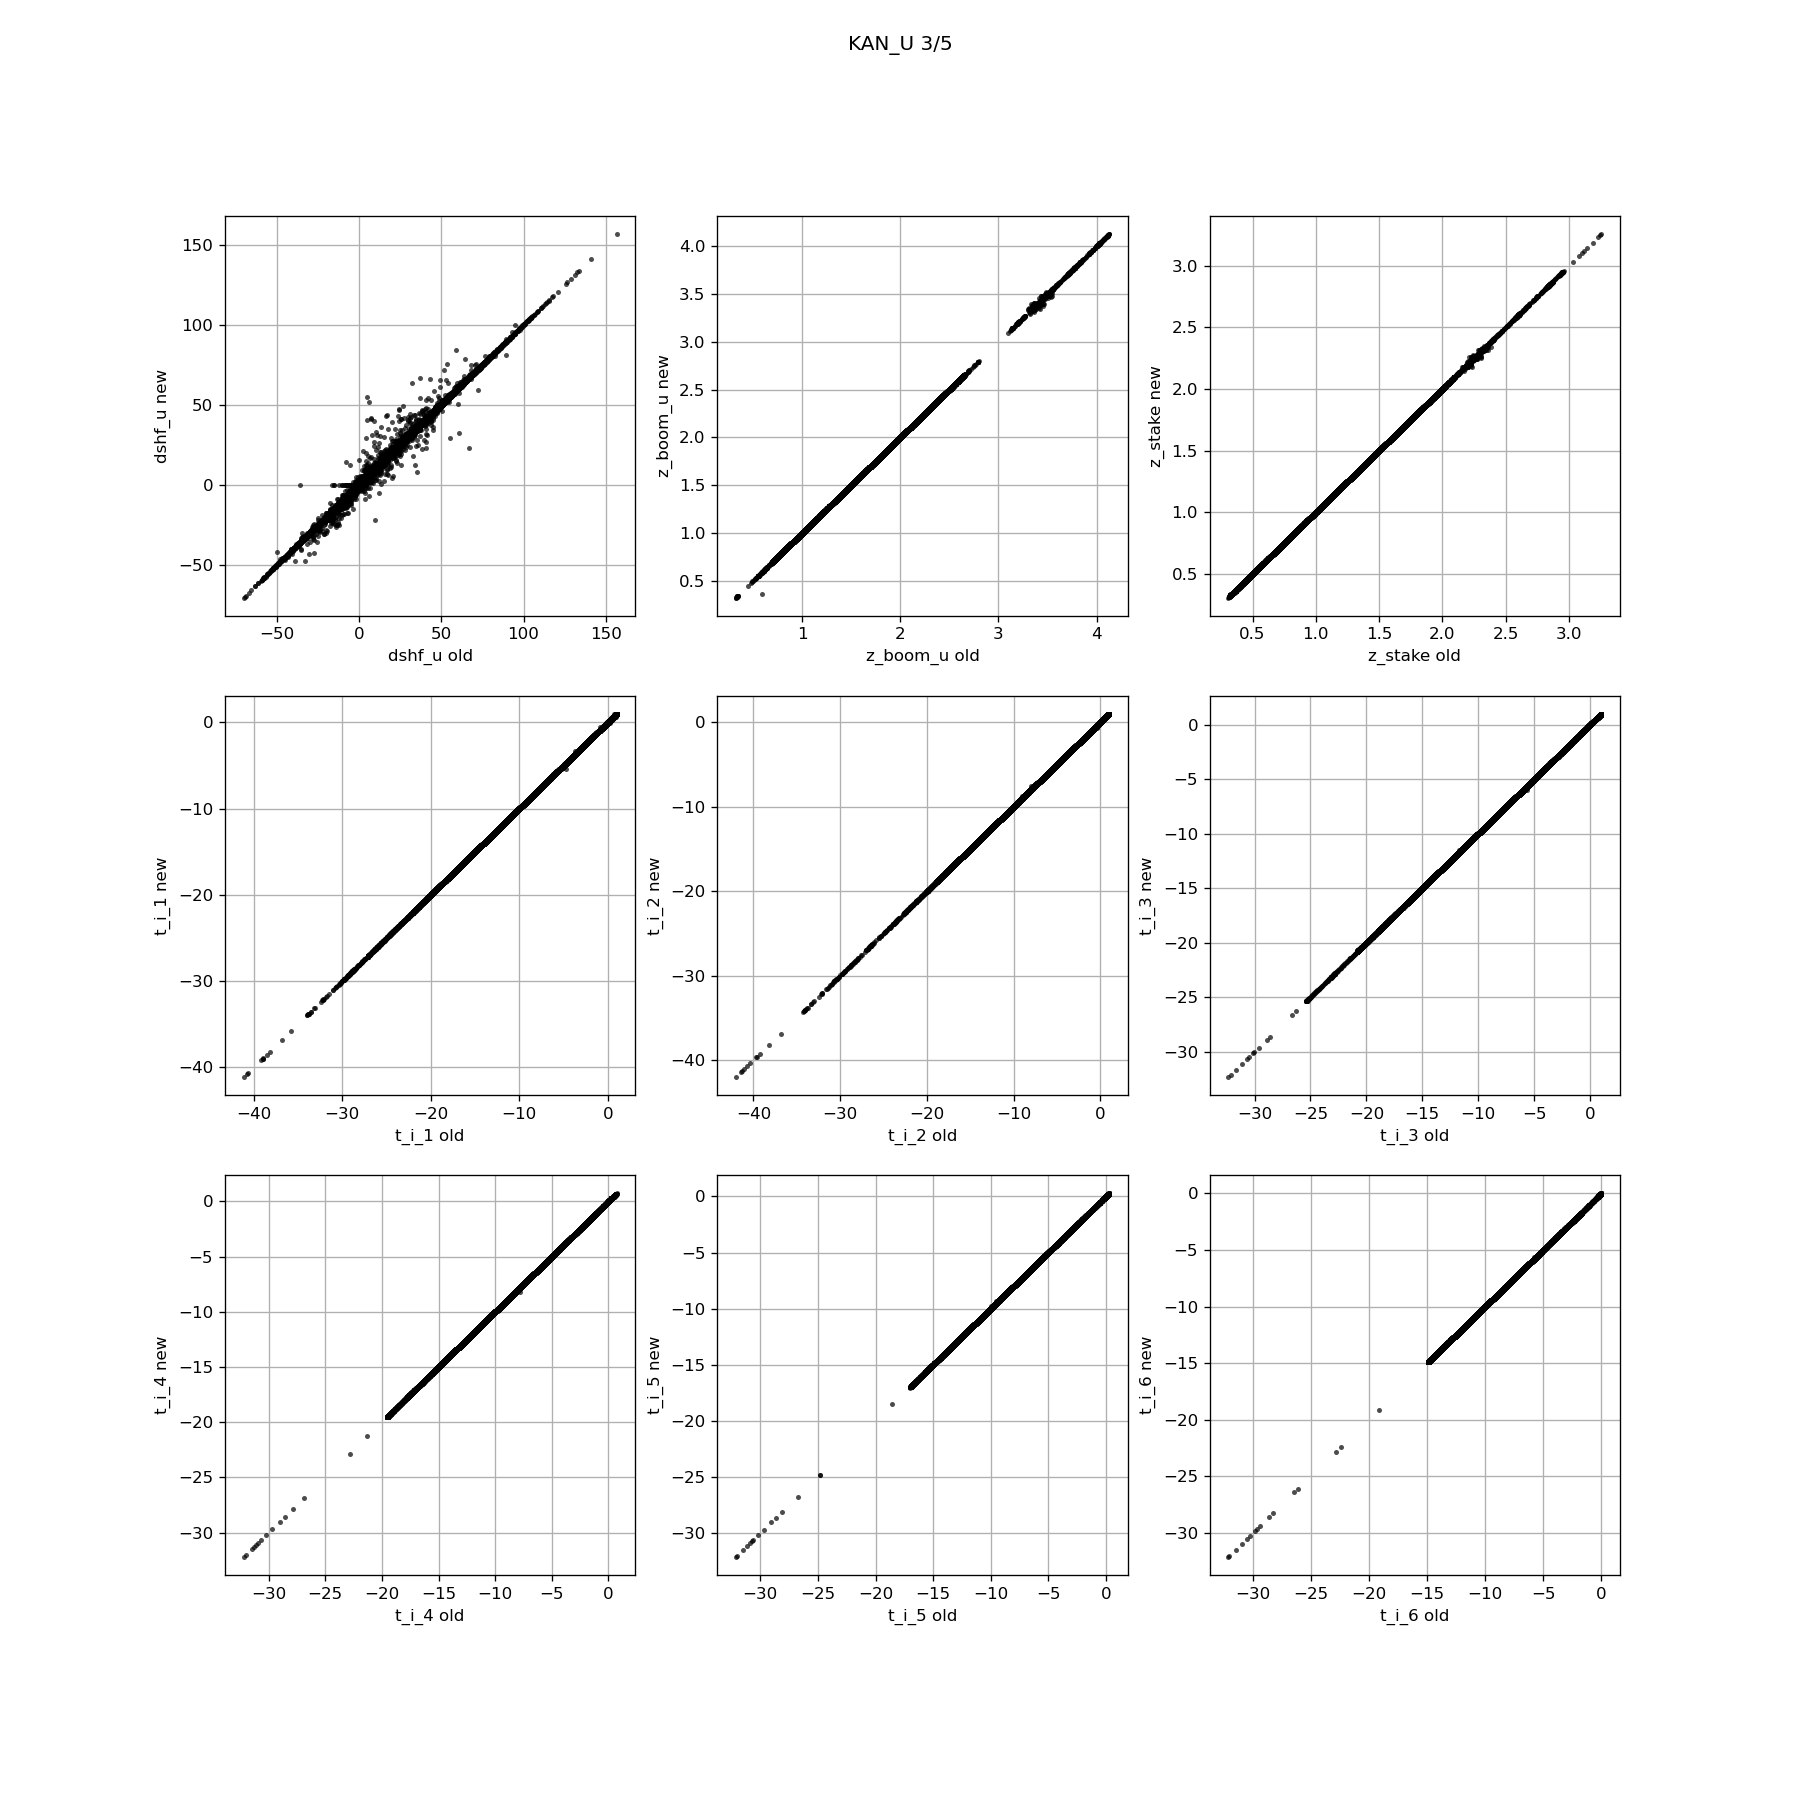 KAN_U 3/5
dshf_u new
150
100
50
0
−50
−50 0 50 100 150
dshf_u old
z_boom_u new
4.0
3.5
3.0
2.5
2.0
1.5
1.0
0.5
1 2 3 4
z_boom_u old
z_stake new
3.0
2.5
2.0
1.5
1.0
0.5
0.5 1.0 1.5 2.0 2.5 3.0
z_stake old
t_i_1 new
0
−10
−20
−30
−40
−40 −30 −20 −10 0
t_i_1 old
t_i_2 new
0
−10
−20
−30
−40
−40 −30 −20 −10 0
t_i_2 old
t_i_3 new
0
−5
−10
−15
−20
−25
−30
−30 −25 −20 −15 −10 −5 0
t_i_3 old
t_i_4 new
0
−5
−10
−15
−20
−25
−30
−30 −25 −20 −15 −10 −5 0
t_i_4 old
t_i_5 new
0
−5
−10
−15
−20
−25
−30
−30 −25 −20 −15 −10 −5 0
t_i_5 old
t_i_6 new
0
−5
−10
−15
−20
−25
−30
−30 −25 −20 −15 −10 −5 0
t_i_6 old